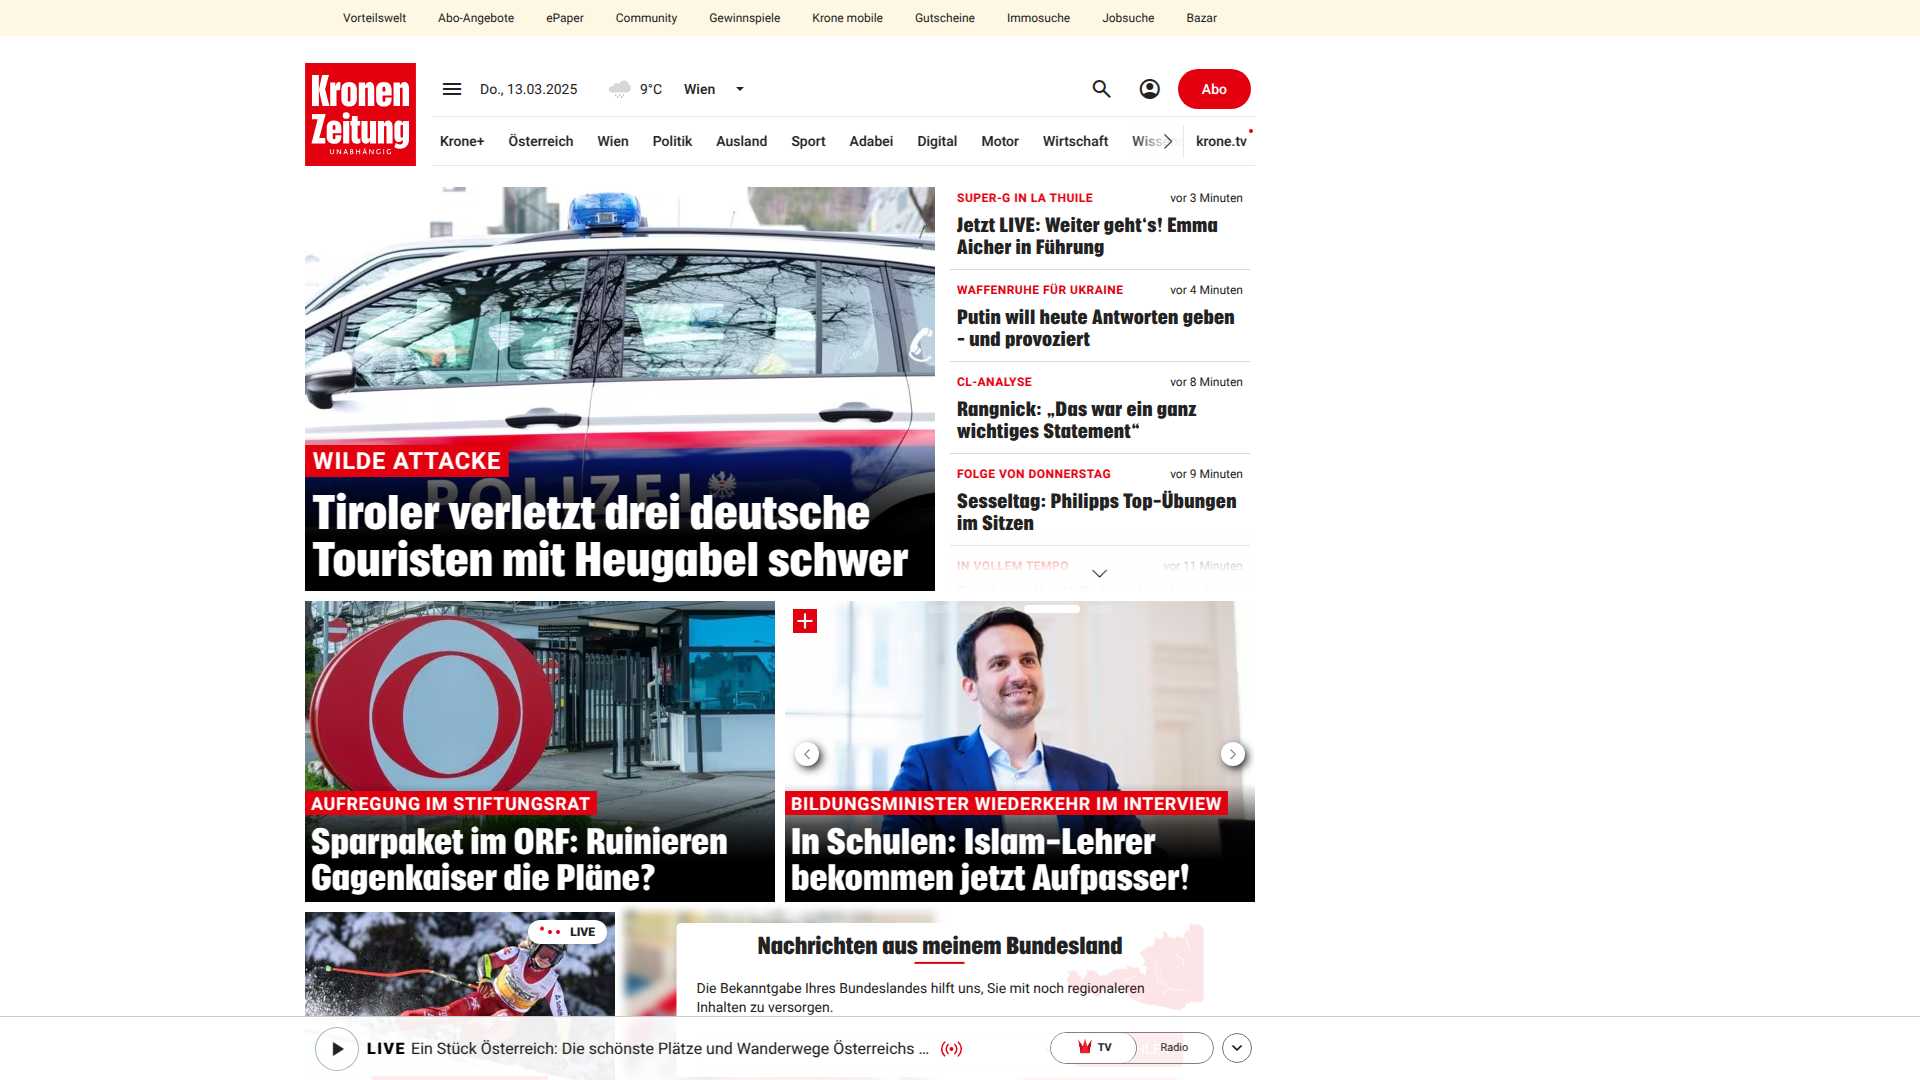 Vorteilswelt Abo-Angebote ePaper Community Gewinnspiele Krone mobile Gutscheine Immosuche Jobsuche Bazar
Kronen
Zeitung
UNABHÄNGIG
Do., 13.03.2025 9°C Wien Abo
Krone+ Österreich Wien Politik Ausland Sport Adabei Digital Motor Wirtschaft krone.tv
POLIZEI
WILDE ATTACKE
Tiroler verletzt drei deutsche
Touristen mit Heugabel schwer
SUPER-G IN LA THUILE vor 3 Minuten
Jetzt LIVE: Weiter geht‘s! Emma
Aicher in Führung
WAFFENRUHE FÜR UKRAINE vor 4 Minuten
Putin will heute Antworten geben
- und provoziert
CL-ANALYSE vor 8 Minuten
Rangnick: „Das war ein ganz
wichtiges Statement“
FOLGE VON DONNERSTAG vor 9 Minuten
Sesseltag: Philipps Top-Übungen
im Sitzen
IN VOLLEM TEMPO vor 11 Minuten
AUFREGUNG IM STIFTUNGSRAT
Sparpaket im ORF: Ruinieren
Gagenkaiser die Pläne?
BILDUNGSMINISTER WIEDERKEHR IM INTERVIEW
In Schulen: Islam-Lehrer
bekommen jetzt Aufpasser!
LIVE
Nachrichten aus meinem Bundesland
Die Bekanntgabe Ihres Bundeslandes hilft uns, Sie mit noch regionaleren
Inhalten zu versorgen.
LIVE Ein Stück Österreich: Die schönste Plätze und Wanderwege Österreichs ... TV Radio